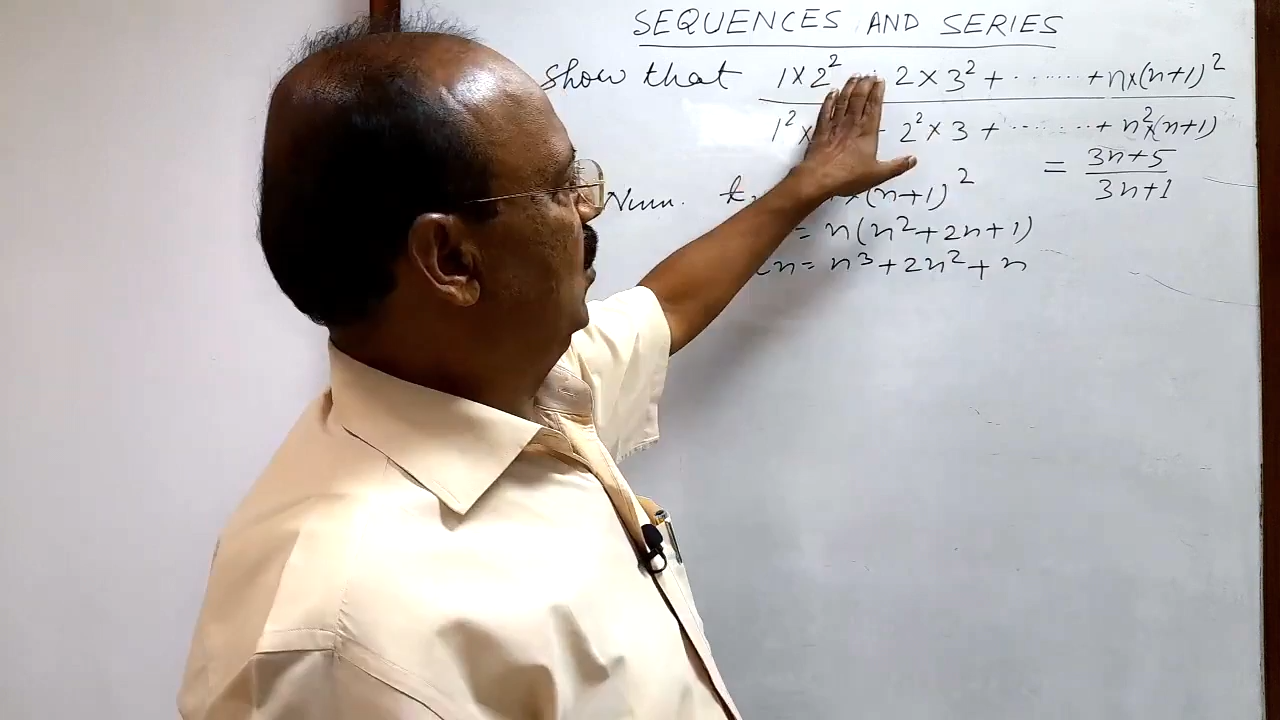 SEQUENCES AND SERIES
Show that 1×2² + 2×3² + ....... + n×(n+1)²
1²× 2²×3 + ......... + n²×(n+1)
= 3n+5
3n+1
Num. ×(n+1)²
= n(n²+2n+1)
n = n³+2n²+n